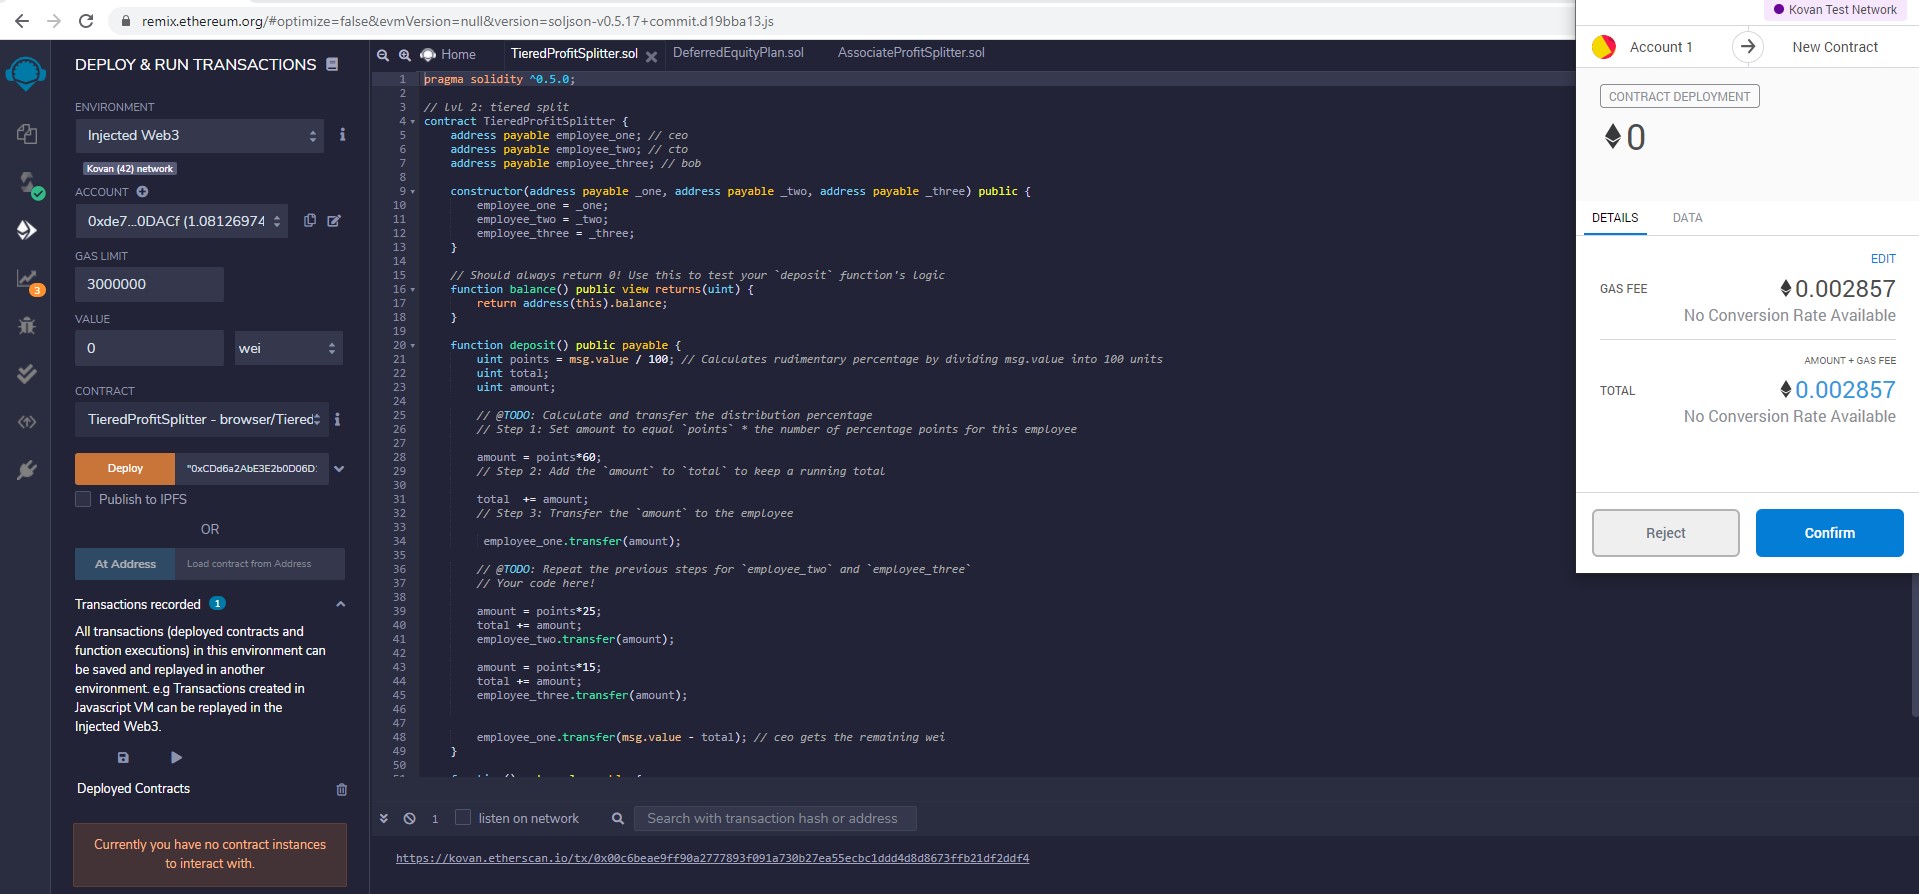 remix.ethereum.org/#optimize=false&evmVersion=null&version=soljson-v0.5.17+commit.d19bba13.js
DEPLOY & RUN TRANSACTIONS
ENVIRONMENT
Injected Web3
Kovan (42) network
ACCOUNT
0xde7...0DACf (1.08126974
GAS LIMIT
3000000
VALUE
0
wei
CONTRACT
TieredProfitSplitter - browser/Tiered
Deploy
"0xCDd6a2AbE3E2b0D06D:
Publish to IPFS
OR
At Address
Load contract from Address
Transactions recorded 1
All transactions (deployed contracts and
function executions) in this environment can
be saved and replayed in another
environment. e.g Transactions created in
Javascript VM can be replayed in the
Injected Web3.
Deployed Contracts
Currently you have no contract instances
to interact with.
3
Home
TieredProfitSplitter.sol
DeferredEquityPlan.sol
AssociateProfitSplitter.sol
1 pragma solidity ^0.5.0;
2
3 // lvl 2: tiered split
4 contract TieredProfitSplitter {
5 address payable employee_one; // ceo
6 address payable employee_two; // cto
7 address payable employee_three; // bob
8
9 constructor(address payable _one, address payable _two, address payable _three) public {
10 employee_one = _one;
11 employee_two = _two;
12 employee_three = _three;
13 }
14
15 // Should always return 0! Use this to test your `deposit` function's logic
16 function balance() public view returns(uint) {
17 return address(this).balance;
18 }
19
20 function deposit() public payable {
21 uint points = msg.value / 100; // Calculates rudimentary percentage by dividing msg.value into 100 units
22 uint total;
23 uint amount;
24
25 // @TODO: Calculate and transfer the distribution percentage
26 // Step 1: Set amount to equal `points` * the number of percentage points for this employee
27
28 amount = points*60;
29 // Step 2: Add the `amount` to `total` to keep a running total
30
31 total += amount;
32 // Step 3: Transfer the `amount` to the employee
33
34 employee_one.transfer(amount);
35
36 // @TODO: Repeat the previous steps for `employee_two` and `employee_three`
37 // Your code here!
38
39 amount = points*25;
40 total += amount;
41 employee_two.transfer(amount);
42
43 amount = points*15;
44 total += amount;
45 employee_three.transfer(amount);
46
47
48 employee_one.transfer(msg.value - total); // ceo gets the remaining wei
49 }
50
1
listen on network
Search with transaction hash or address
https://kovan.etherscan.io/tx/0x00c6beae9ff90a2777893f091a730b27ea55ecbc1ddd4d8d8673ffb21df2ddf4
Kovan Test Network
Account 1
New Contract
CONTRACT DEPLOYMENT
0
DETAILS
DATA
EDIT
GAS FEE
0.002857
No Conversion Rate Available
AMOUNT + GAS FEE
TOTAL
0.002857
No Conversion Rate Available
Reject
Confirm